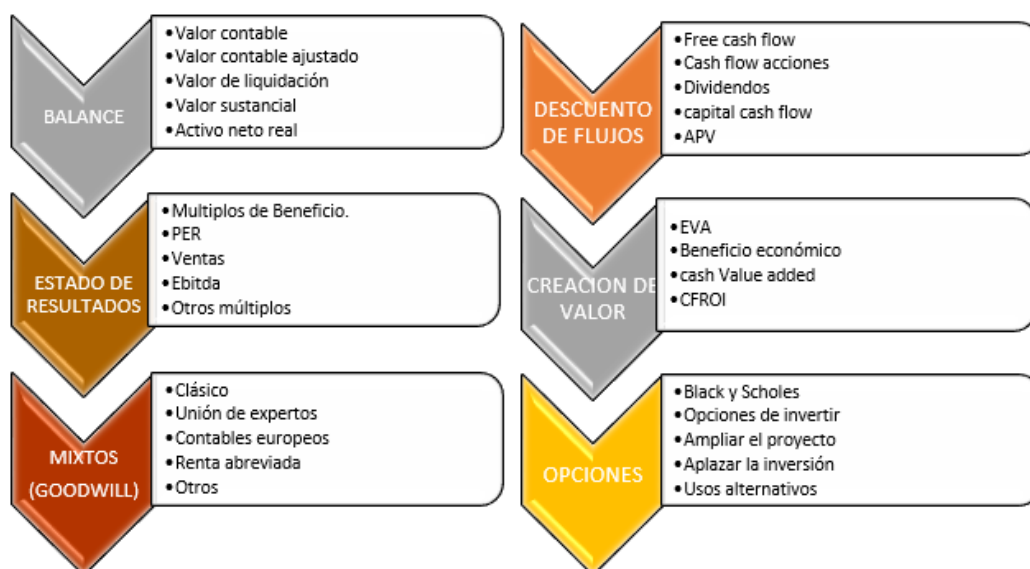 BALANCE
•Valor contable
•Valor contable ajustado
•Valor de liquidación
•Valor sustancial
•Activo neto real
ESTADO DE
RESULTADOS
•Multiplos de Beneficio.
•PER
•Ventas
•Ebitda
•Otros múltiplos
MIXTOS
(GOODWILL)
•Clásico
•Unión de expertos
•Contables europeos
•Renta abreviada
•Otros
DESCUENTO
DE FLUJOS
•Free cash flow
•Cash flow acciones
•Dividendos
•capital cash flow
•APV
CREACION DE
VALOR
•EVA
•Beneficio económico
•cash Value added
•CFROI
OPCIONES
•Black y Scholes
•Opciones de invertir
•Ampliar el proyecto
•Aplazar la inversión
•Usos alternativos